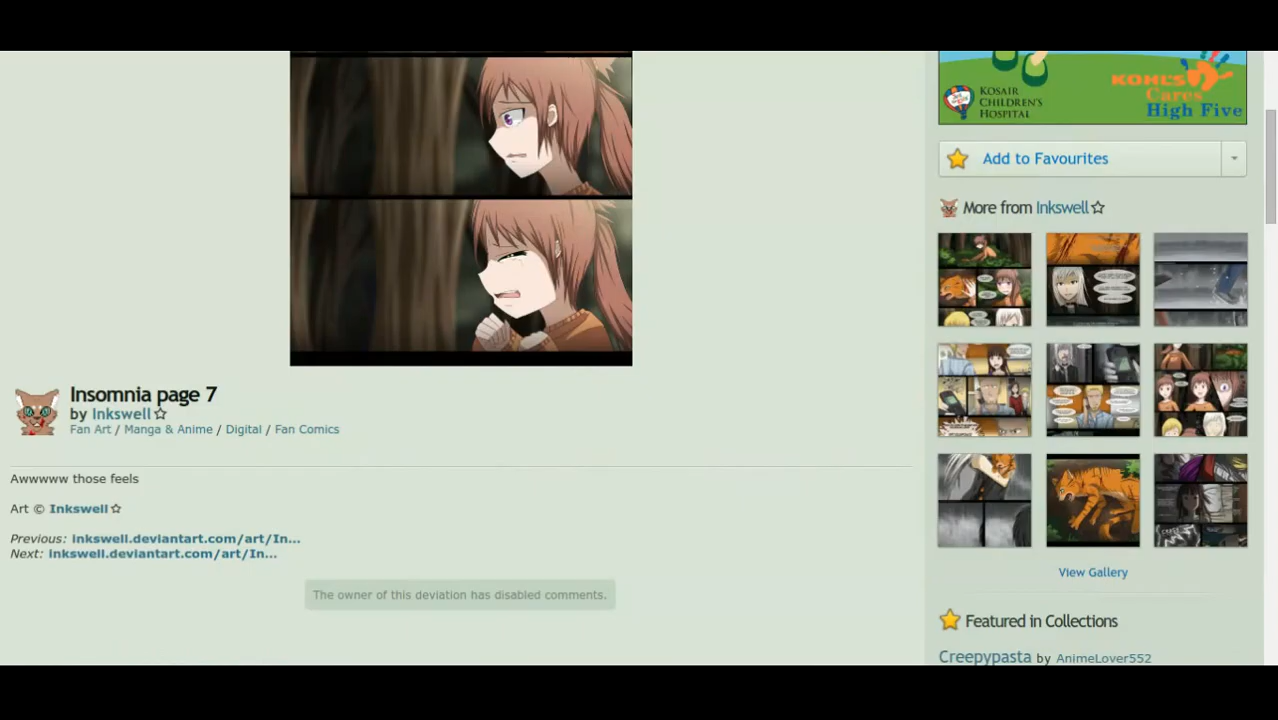 KOSAIR
CHILDREN'S
HOSPITAL
KOHL'S
Cares
High Five
Add to Favourites
More from Inkswell
Insomnia page 7
by Inkswell
Fan Art / Manga & Anime / Digital / Fan Comics
Awwwww those feels
Art © Inkswell
Previous: inkswell.deviantart.com/art/In...
Next: inkswell.deviantart.com/art/In...
The owner of this deviation has disabled comments.
View Gallery
Featured in Collections
Creepypasta by AnimeLover552